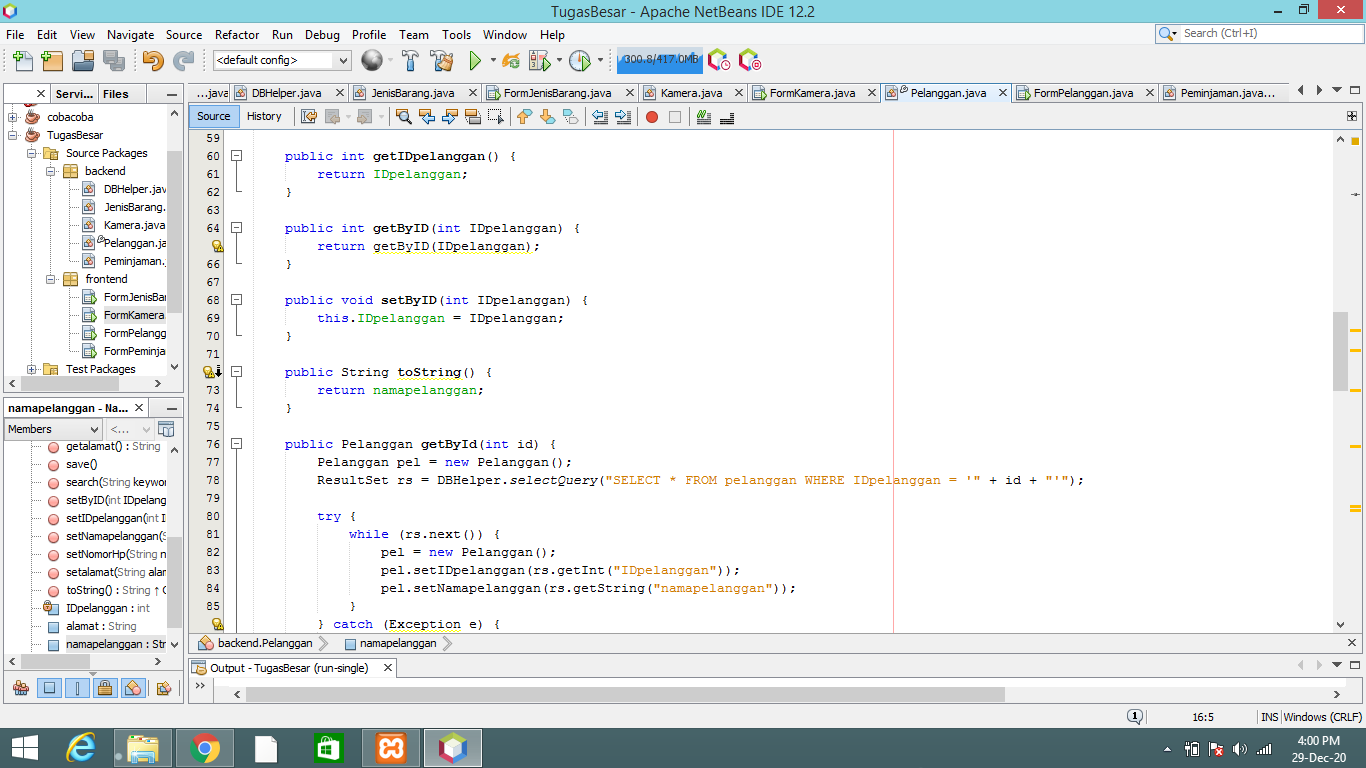 TugasBesar - Apache NetBeans IDE 12.2
File Edit View Navigate Source Refactor Run Debug Profile Team Tools Window Help
Search (Ctrl+I)
<default config>
300.8/417.0MB
Servi... Files
...java DBHelper.java JenisBarang.java FormJenisBarang.java Kamera.java FormKamera.java Pelanggan.java FormPelanggan.java Peminjaman.java...
cobacoba
TugasBesar
Source Packages
backend
DBHelper.java
JenisBarang.
Kamera.java
Pelanggan.ja
Peminjaman.
frontend
FormJenisBar
FormKamera.
FormPelangg
FormPeminja
Test Packages
Source History
59
60 public int getIDpelanggan() {
61 return IDpelanggan;
62 }
63
64 public int getByID(int IDpelanggan) {
return getByID(IDpelanggan);
66 }
67
68 public void setByID(int IDpelanggan) {
69 this.IDpelanggan = IDpelanggan;
70 }
71
public String toString() {
73 return namapelanggan;
74 }
75
76 public Pelanggan getById(int id) {
77 Pelanggan pel = new Pelanggan();
78 ResultSet rs = DBHelper.selectQuery("SELECT * FROM pelanggan WHERE IDpelanggan = '" + id + "'");
79
80 try {
81 while (rs.next()) {
82 pel = new Pelanggan();
83 pel.setIDpelanggan(rs.getInt("IDpelanggan"));
84 pel.setNamapelanggan(rs.getString("namapelanggan"));
85 }
} catch (Exception e) {
namapelanggan - Na...
Members
<...
getalamat() : String
save()
search(String keywor
setByID(int IDpelang
setIDpelanggan(int I
setNamapelanggan(S
setNomorHp(String n
setalamat(String alam
toString() : String ↑ O
IDpelanggan : int
alamat : String
namapelanggan : Str
backend.Pelanggan namapelanggan
Output - TugasBesar (run-single)
1 16:5 INS Windows (CRLF)
4:00 PM
29-Dec-20